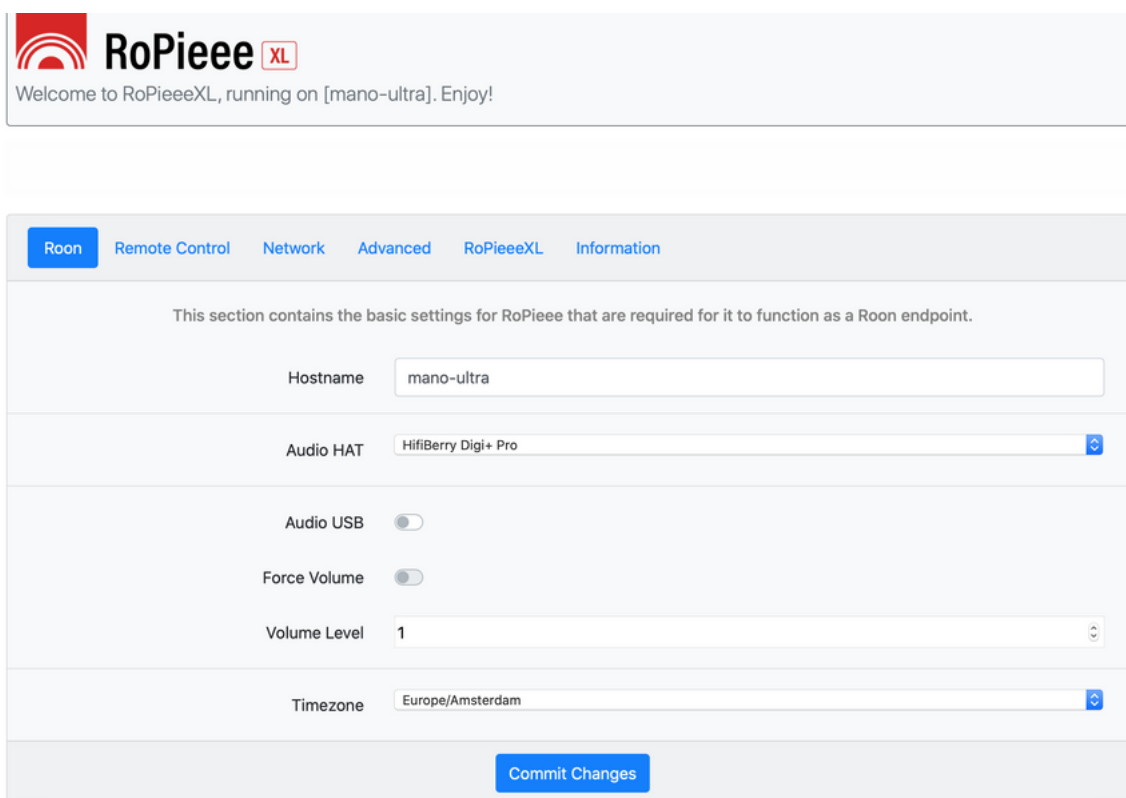 RoPieee XL
Welcome to RoPieeeXL, running on [mano-ultra]. Enjoy!
Roon Remote Control Network Advanced RoPieeeXL Information
This section contains the basic settings for RoPieee that are required for it to function as a Roon endpoint.
Hostname mano-ultra
Audio HAT HifiBerry Digi+ Pro
Audio USB
Force Volume
Volume Level 1
Timezone Europe/Amsterdam
Commit Changes